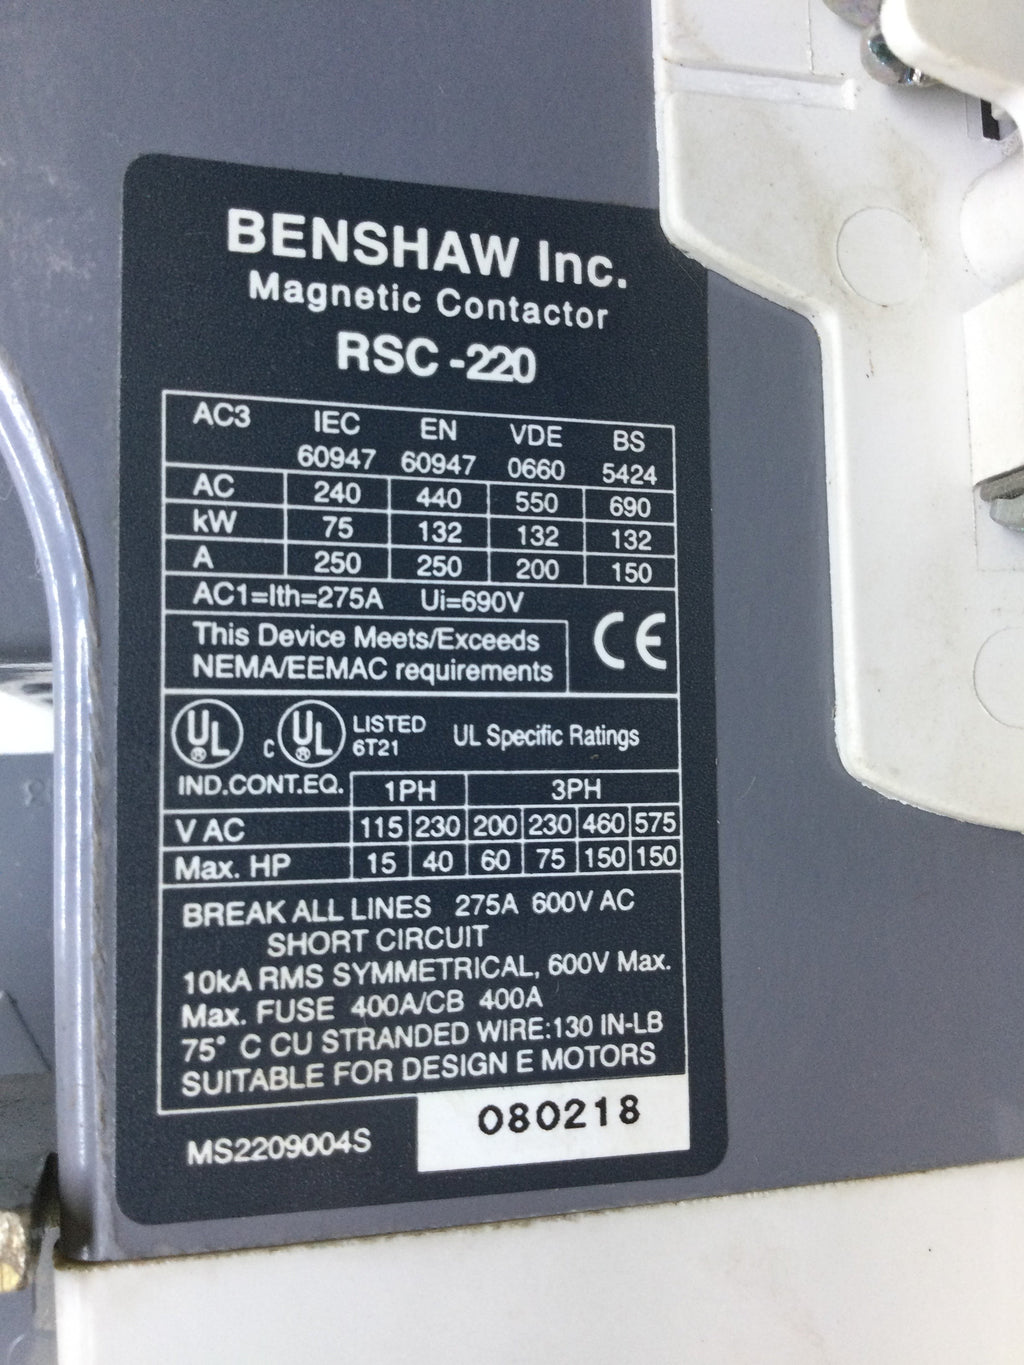 BENSHAW Inc.
Magnetic Contactor
RSC -220
AC3 IEC 60947 EN 60947 VDE 0660 BS 5424
AC 240 440 550 690
kW 75 132 132 132
A 250 250 200 150
AC1=Ith=275A Ui=690V
This Device Meets/Exceeds
NEMA/EEMAC requirements
CE
UL ® c UL ® LISTED 6T21 UL Specific Ratings
IND.CONT.EQ. 1PH 3PH
V AC 115 230 200 230 460 575
Max. HP 15 40 60 75 150 150
BREAK ALL LINES 275A 600V AC
SHORT CIRCUIT
10kA RMS SYMMETRICAL, 600V Max.
Max. FUSE 400A/CB 400A
75° C CU STRANDED WIRE:130 IN-LB
SUITABLE FOR DESIGN E MOTORS
MS2209004S 080218